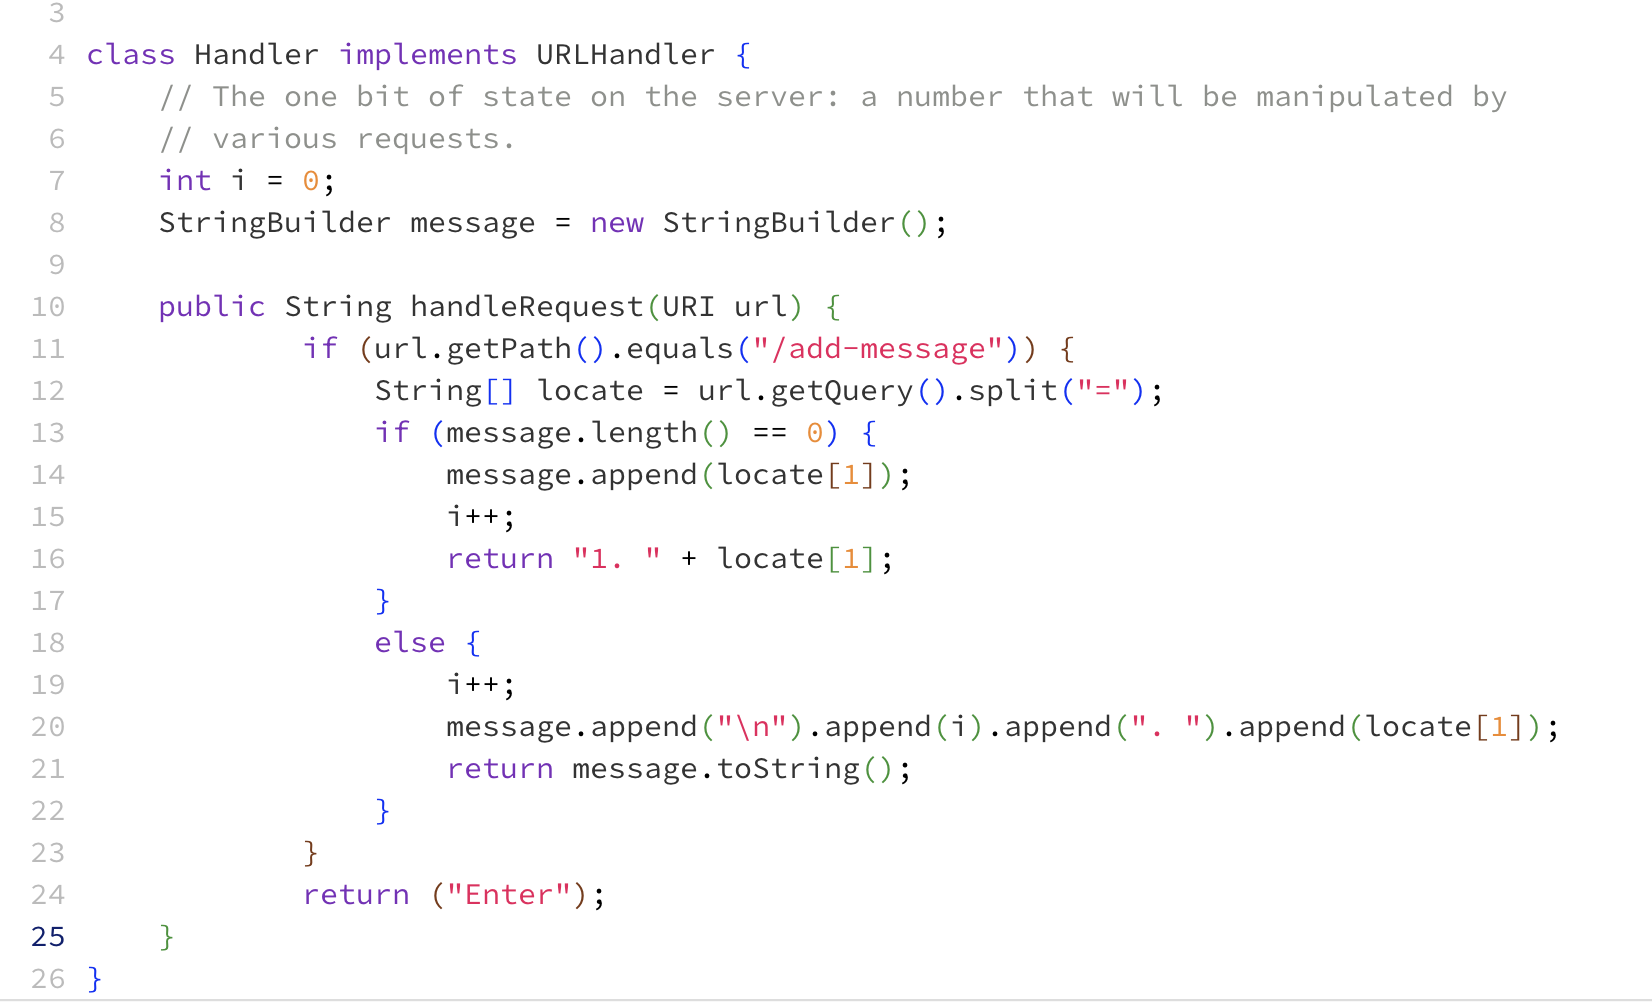 3
4 class Handler implements URLHandler {
5     // The one bit of state on the server: a number that will be manipulated by
6     // various requests.
7     int i = 0;
8     StringBuilder message = new StringBuilder();
9
10     public String handleRequest(URI url) {
11             if (url.getPath().equals("/add-message")) {
12                 String[] locate = url.getQuery().split("=");
13                 if (message.length() == 0) {
14                     message.append(locate[1]);
15                     i++;
16                     return "1. " + locate[1];
17                 }
18                 else {
19                     i++;
20                     message.append("\n").append(i).append(". ").append(locate[1]);
21                     return message.toString();
22                 }
23             }
24             return ("Enter");
25     }
26 }